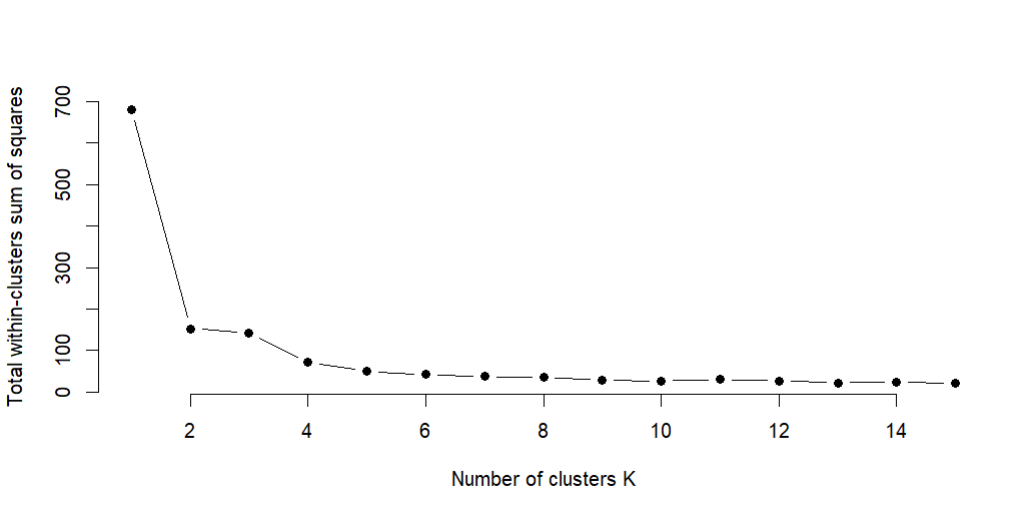 Total within-clusters sum of squares
700
500
300
100
0
2 4 6 8 10 12 14
Number of clusters K